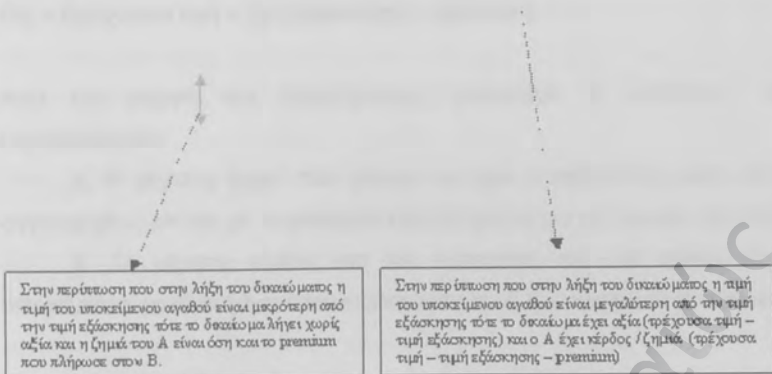 Στην περίπτωση που στην λήξη του δικαιώματος η
τιμή του υποκείμενου αγαθού είναι μικρότερη από
την τιμή εξάσκησης τότε το δικαίωμα λήγει χωρίς
αξία και η ζημιά του Α είναι όση και το premium
που πλήρωσε στον Β.
Στην περίπτωση που στην λήξη του δικαιώματος η τιμή
του υποκείμενου αγαθού είναι μεγαλύτερη από την τιμή
εξάσκησης τότε το δικαίωμα έχει αξία (τρέχουσα τιμή –
τιμή εξάσκησης) και ο Α έχει κέρδος / ζημιά (τρέχουσα
τιμή – τιμή εξάσκησης – premium)